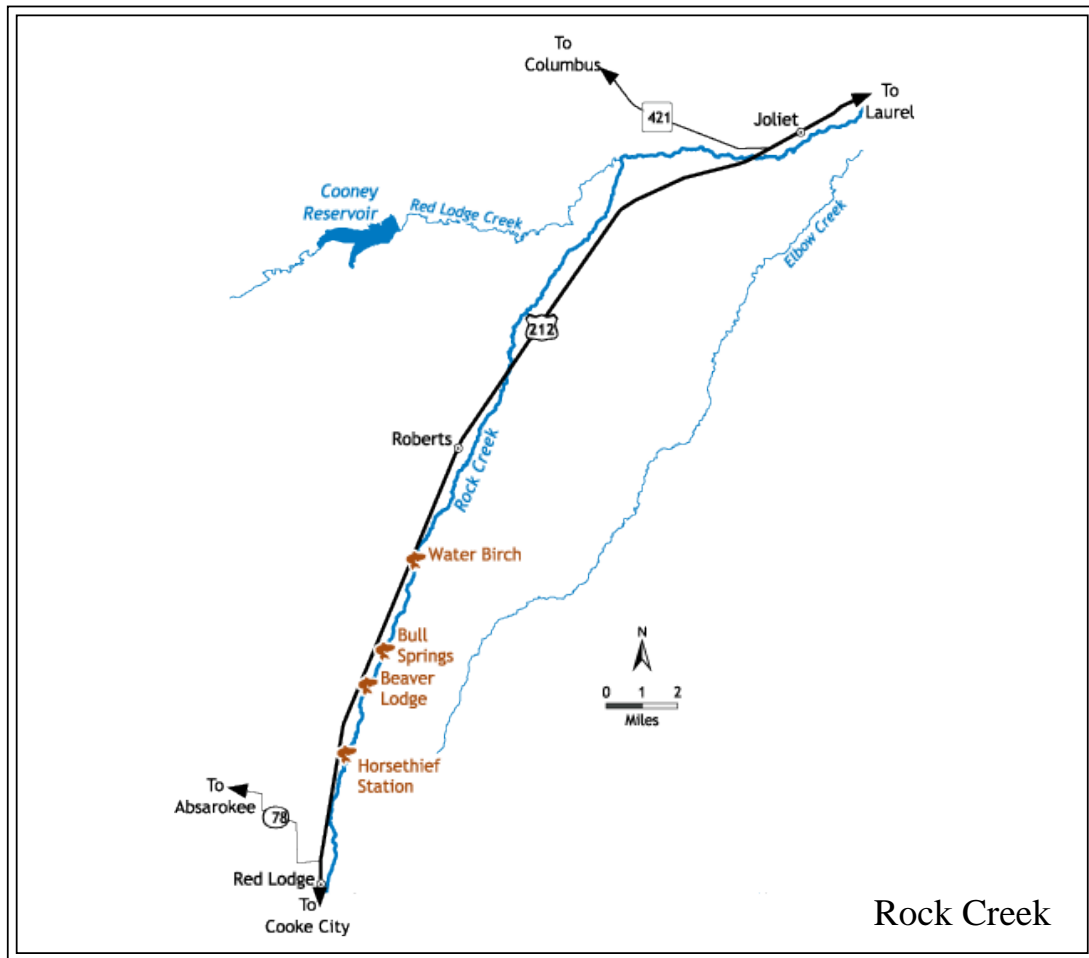 To
Columbus
421
Joliet
To
Laurel
Cooney
Reservoir
Red Lodge Creek
Elbow Creek
212
Roberts
Rock Creek
Water Birch
Bull
Springs
Beaver
Lodge
N
0 1 2
Miles
Horsethief
Station
To
Absarokee
78
Red Lodge
To
Cooke City
Rock Creek